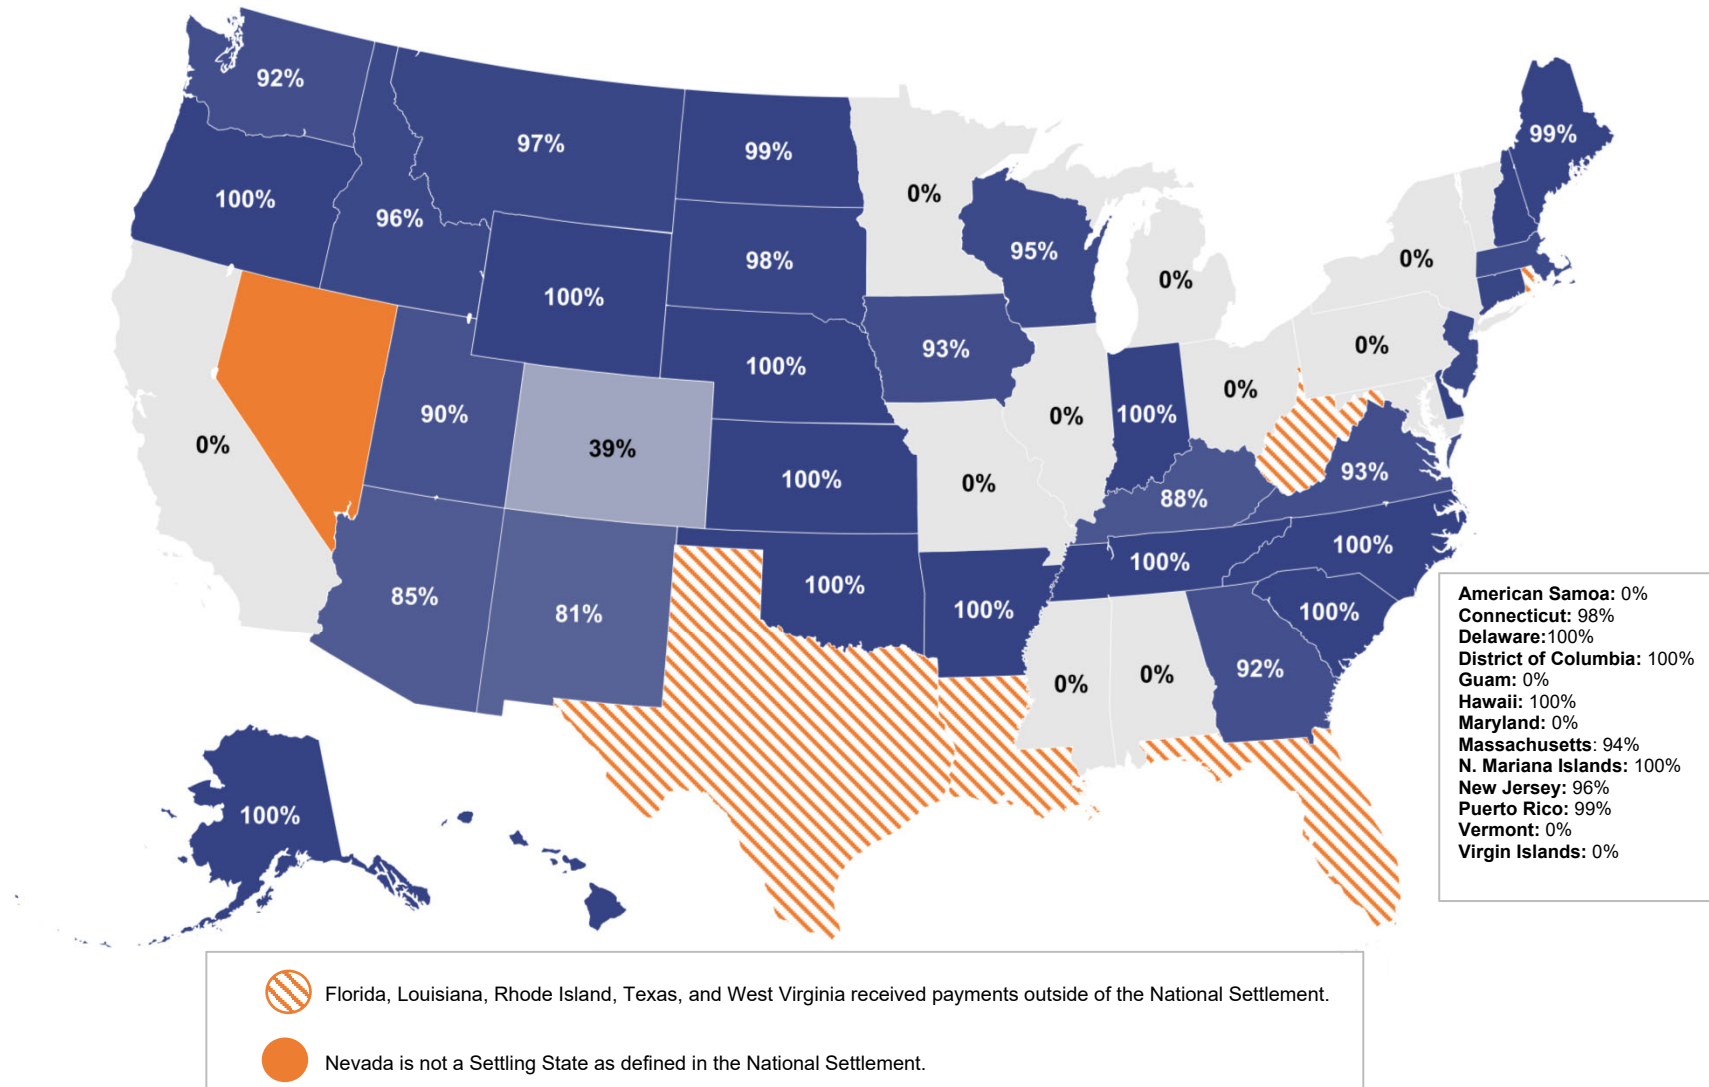 92%
97%
99%
99%
100%
96%
0%
98%
95%
0%
0%
100%
100%
93%
0%
90%
39%
0%
0%
100%
0%
100%
0%
88%
93%
85%
81%
100%
100%
100%
100%
100%
0%
0%
92%
100%
American Samoa: 0%
Connecticut: 98%
Delaware:100%
District of Columbia: 100%
Guam: 0%
Hawaii: 100%
Maryland: 0%
Massachusetts: 94%
N. Mariana Islands: 100%
New Jersey: 96%
Puerto Rico: 99%
Vermont: 0%
Virgin Islands: 0%
Florida, Louisiana, Rhode Island, Texas, and West Virginia received payments outside of the National Settlement.
Nevada is not a Settling State as defined in the National Settlement.